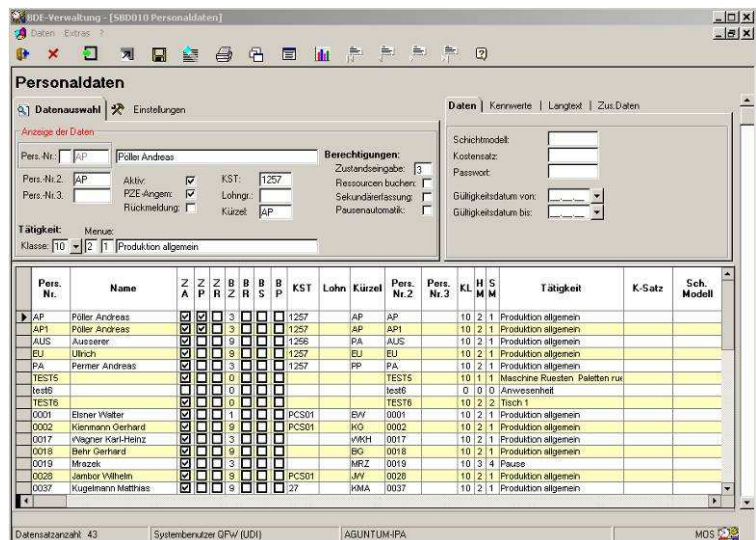 BDE-Verwaltung - [SBD010 Personaldaten]
Daten Extras ?
Personaldaten
Datenauswahl Einstellungen
Daten Kennwerte Langtext Zus.Daten
Anzeige der Daten
Pers.-Nr.: AP Pöller Andreas
Pers.-Nr.2. AP
Pers.-Nr.3.
Aktiv:
PZE-Angem:
Rückmeldung:
KST: 1257
Lohngr.:
Kürzel: AP
Berechtigungen:
Zustandseingabe: 3
Ressourcen buchen:
Sekundärerfassung:
Pausenautomatik:
Tätigkeit: Menue:
Klasse: 10 2 1 Produktion allgemein
Schichtmodell:
Kostensatz:
Passwort:
Gültigkeitsdatum von: __.__.__
Gültigkeitsdatum bis: __.__.__
Pers. Nr. Name Z A Z P Z R B Z B R B S B P KST Lohn Kürzel Pers. Nr.2 Pers. Nr.3 KL H M S M Tätigkeit K-Satz Sch. Modell
AP Pöller Andreas 3 1257 AP AP 10 2 1 Produktion allgemein
AP1 Pöller Andreas 3 1257 AP AP1 10 2 1 Produktion allgemein
AUS Ausserer 9 1256 PA AUS 10 2 1 Produktion allgemein
EU Ullrich 9 1257 EU EU 10 2 1 Produktion allgemein
PA Permer Andreas 3 1257 PP AP 10 2 1 Produktion allgemein
TEST5 0 TEST5 10 1 1 Maschine Ruesten Paletten rue
test6 0 test6 0 0 0 Anwesenheit
TEST6 0 TEST6 10 2 2 Tisch 1
0001 Elsner Walter 1 PCS01 EW 0001 10 2 1 Produktion allgemein
0002 Kienmann Gerhard 9 PCS01 KG 0002 10 2 1 Produktion allgemein
0017 Wagner Karl-Heinz 3 WKH 0017 10 2 1 Produktion allgemein
0018 Behr Gerhard 9 BG 0018 10 2 1 Produktion allgemein
0019 Mrozek 3 MRZ 0019 10 3 4 Pause
0028 Jambor Wilhelm 9 PCS01 JW 0028 10 2 1 Produktion allgemein
0037 Kugelmann Matthias 9 27 KMA 0037 10 2 1 Produktion allgemein
Datensatzanzahl: 43 Systembenutzer QFW (UDI) AGUNTUM-IPA MOS